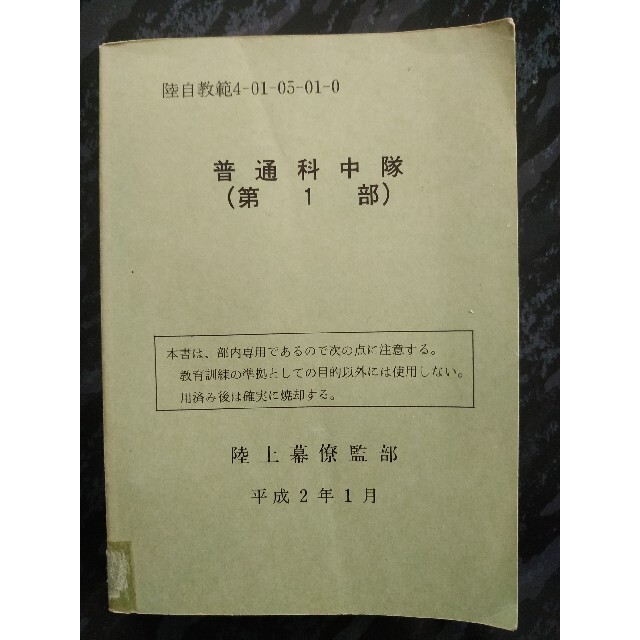 陸自教範4-01-05-01-0
普通科中隊
(第1部)
本書は、部内専用であるので次の点に注意する。
教育訓練の準拠としての目的以外には使用しない。
用済み後は確実に焼却する。
陸上幕僚監部
平成2年1月